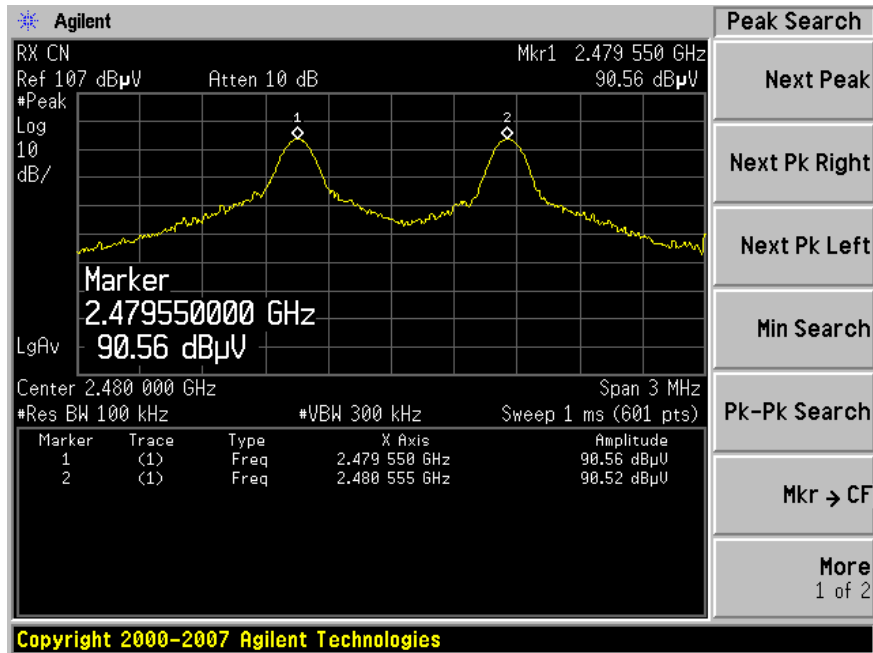 Agilent
Peak Search
RX CN
Mkr1 2.479 550 GHz
Ref 107 dBµV Atten 10 dB 90.56 dBµV
#Peak
Log
10
dB/
1
2
Marker
2.479550000 GHz
90.56 dBµV
LgAv
Center 2.480 000 GHz Span 3 MHz
#Res BW 100 kHz #VBW 300 kHz Sweep 1 ms (601 pts)
Marker Trace Type X Axis Amplitude
1 (1) Freq 2.479 550 GHz 90.56 dBµV
2 (1) Freq 2.480 555 GHz 90.52 dBµV
Next Peak
Next Pk Right
Next Pk Left
Min Search
Pk-Pk Search
Mkr → CF
More
1 of 2
Copyright 2000-2007 Agilent Technologies